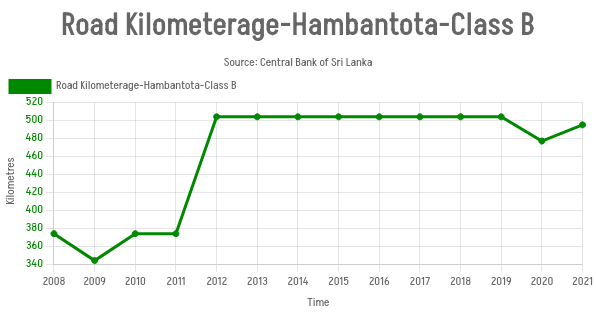 Road Kilometerage-Hambantota-Class B
Source: Central Bank of Sri Lanka
Road Kilometerage-Hambantota-Class B
520
500
480
460
440
420
400
380
360
340
Kilometres
2008 2009 2010 2011 2012 2013 2014 2015 2016 2017 2018 2019 2020 2021
Time